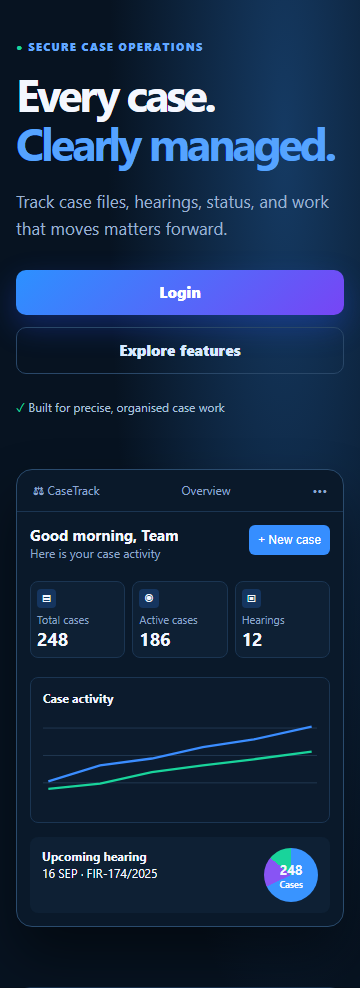 SECURE CASE OPERATIONS
Every case.
Clearly managed.
Track case files, hearings, status, and work
that moves matters forward.
Login
Explore features
✓ Built for precise, organised case work
⚖ CaseTrack Overview •••
Good morning, Team
Here is your case activity
+ New case
Total cases
248
Active cases
186
Hearings
12
Case activity
Upcoming hearing
16 SEP · FIR-174/2025
248
Cases